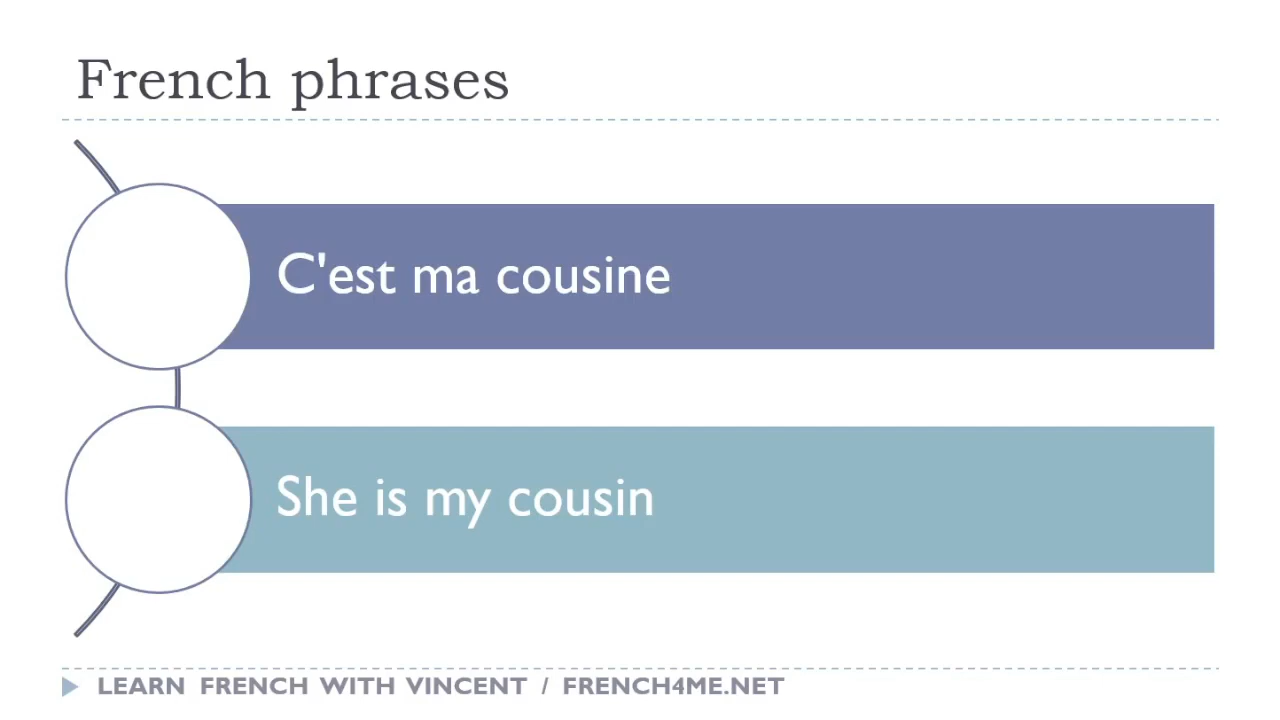 French phrases
C'est ma cousine
She is my cousin
LEARN FRENCH WITH VINCENT / FRENCH4ME.NET